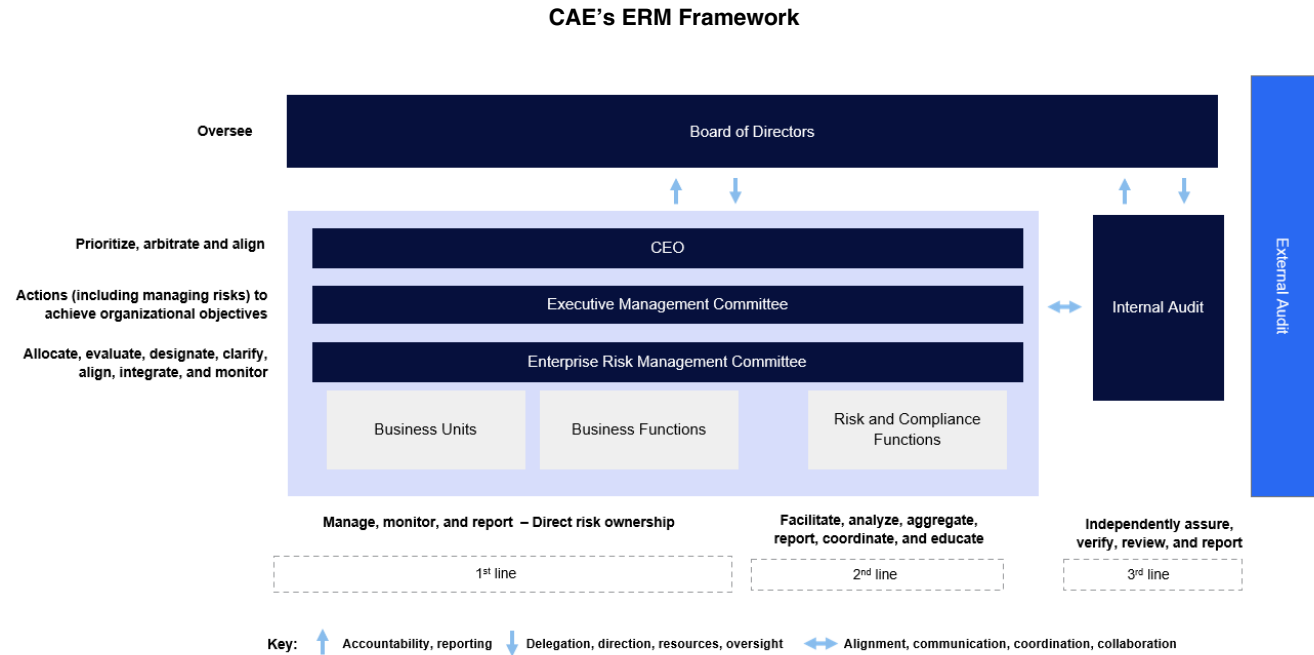 CAE’s ERM Framework
Oversee
Board of Directors
Prioritize, arbitrate and align
CEO
Actions (including managing risks) to
achieve organizational objectives
Executive Management Committee
Allocate, evaluate, designate, clarify,
align, integrate, and monitor
Enterprise Risk Management Committee
Business Units
Business Functions
Risk and Compliance
Functions
Internal Audit
External Audit
Manage, monitor, and report – Direct risk ownership
Facilitate, analyze, aggregate,
report, coordinate, and educate
Independently assure,
verify, review, and report
1st line
2nd line
3rd line
Key:
Accountability, reporting
Delegation, direction, resources, oversight
Alignment, communication, coordination, collaboration